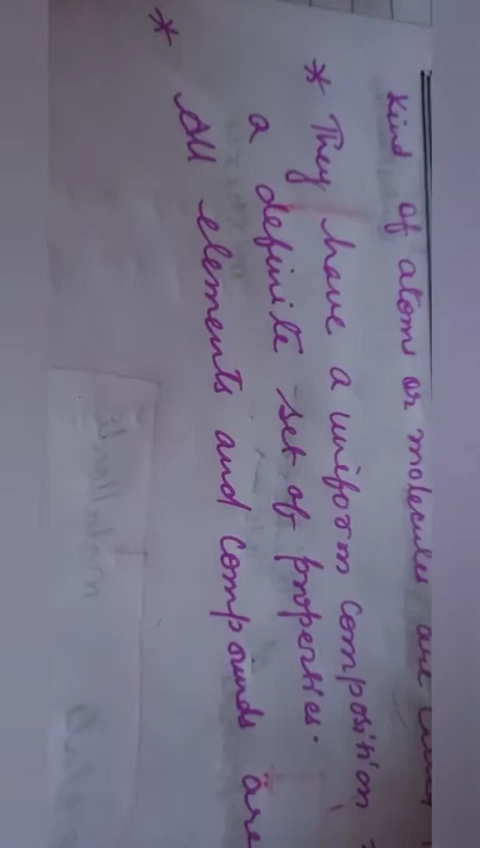 Kind of atoms or molecules are
* They have a uniform composition
a definite set of properties.
* All elements and compounds are